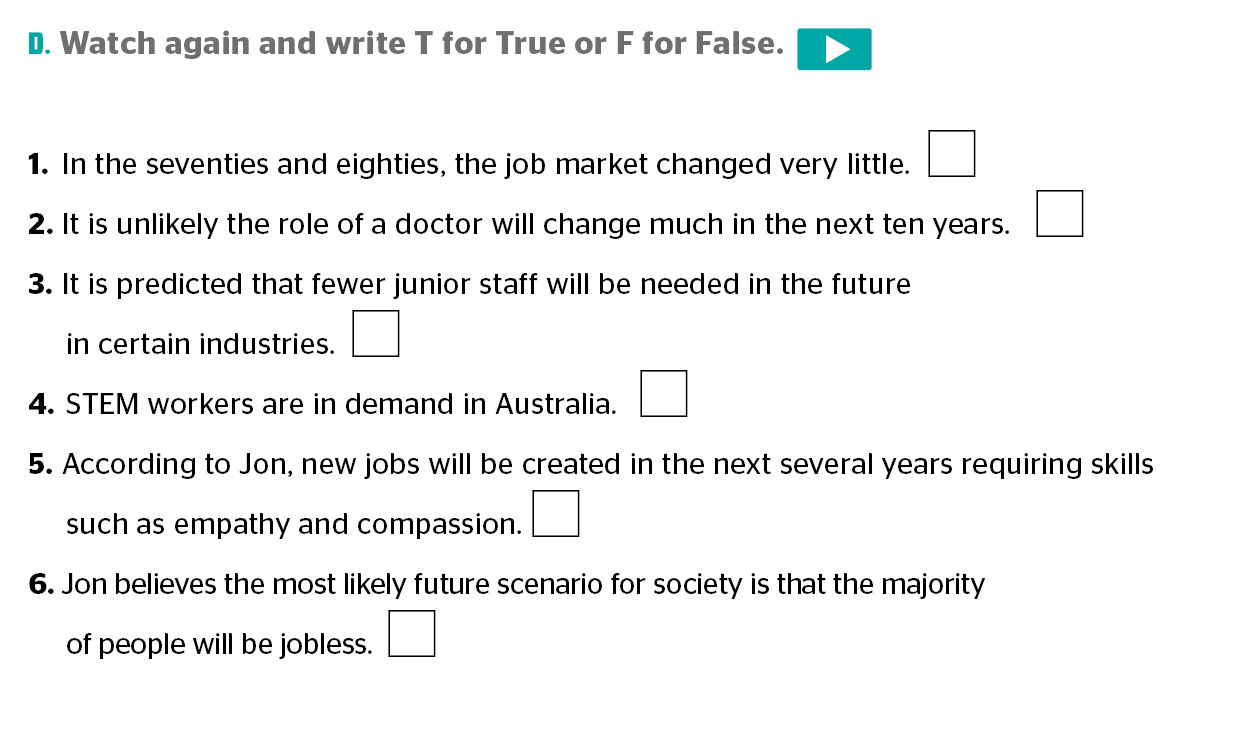 D. Watch again and write T for True or F for False.
1. In the seventies and eighties, the job market changed very little.
2. It is unlikely the role of a doctor will change much in the next ten years.
3. It is predicted that fewer junior staff will be needed in the future
in certain industries.
4. STEM workers are in demand in Australia.
5. According to Jon, new jobs will be created in the next several years requiring skills
such as empathy and compassion.
6. Jon believes the most likely future scenario for society is that the majority
of people will be jobless.